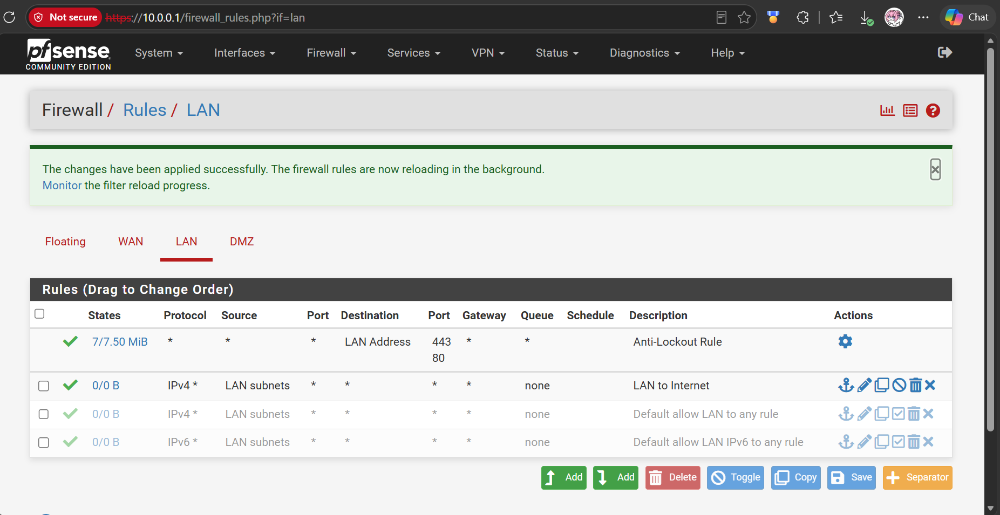 Not secure https://10.0.0.1/firewall_rules.php?if=lan Chat
pfsense
COMMUNITY EDITION
System Interfaces Firewall Services VPN Status Diagnostics Help
Firewall / Rules / LAN
The changes have been applied successfully. The firewall rules are now reloading in the background.
Monitor the filter reload progress.
Floating WAN LAN DMZ
Rules (Drag to Change Order)
States Protocol Source Port Destination Port Gateway Queue Schedule Description Actions
7/7.50 MiB * * * LAN Address 443 * * Anti-Lockout Rule
80
0/0 B IPv4 * LAN subnets * * * * none LAN to Internet
0/0 B IPv4 * LAN subnets * * * * none Default allow LAN to any rule
0/0 B IPv6 * LAN subnets * * * * none Default allow LAN IPv6 to any rule
Add Add Delete Toggle Copy Save Separator